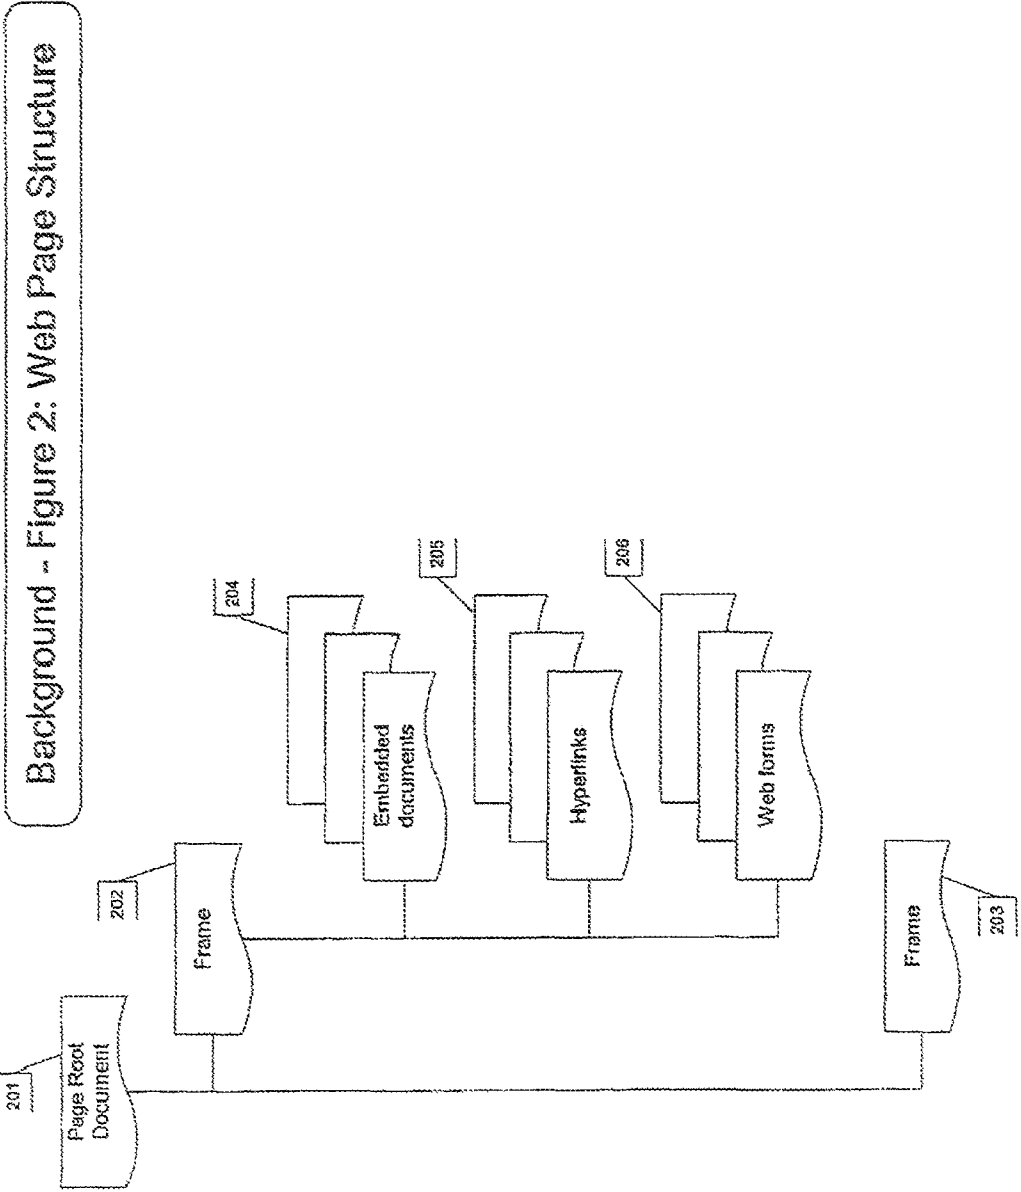 Background - Figure 2: Web Page Structure
201
Page Root
Document
202
Frame
204
Embedded
documents
205
Hyperlinks
206
Web forms
Frame
203